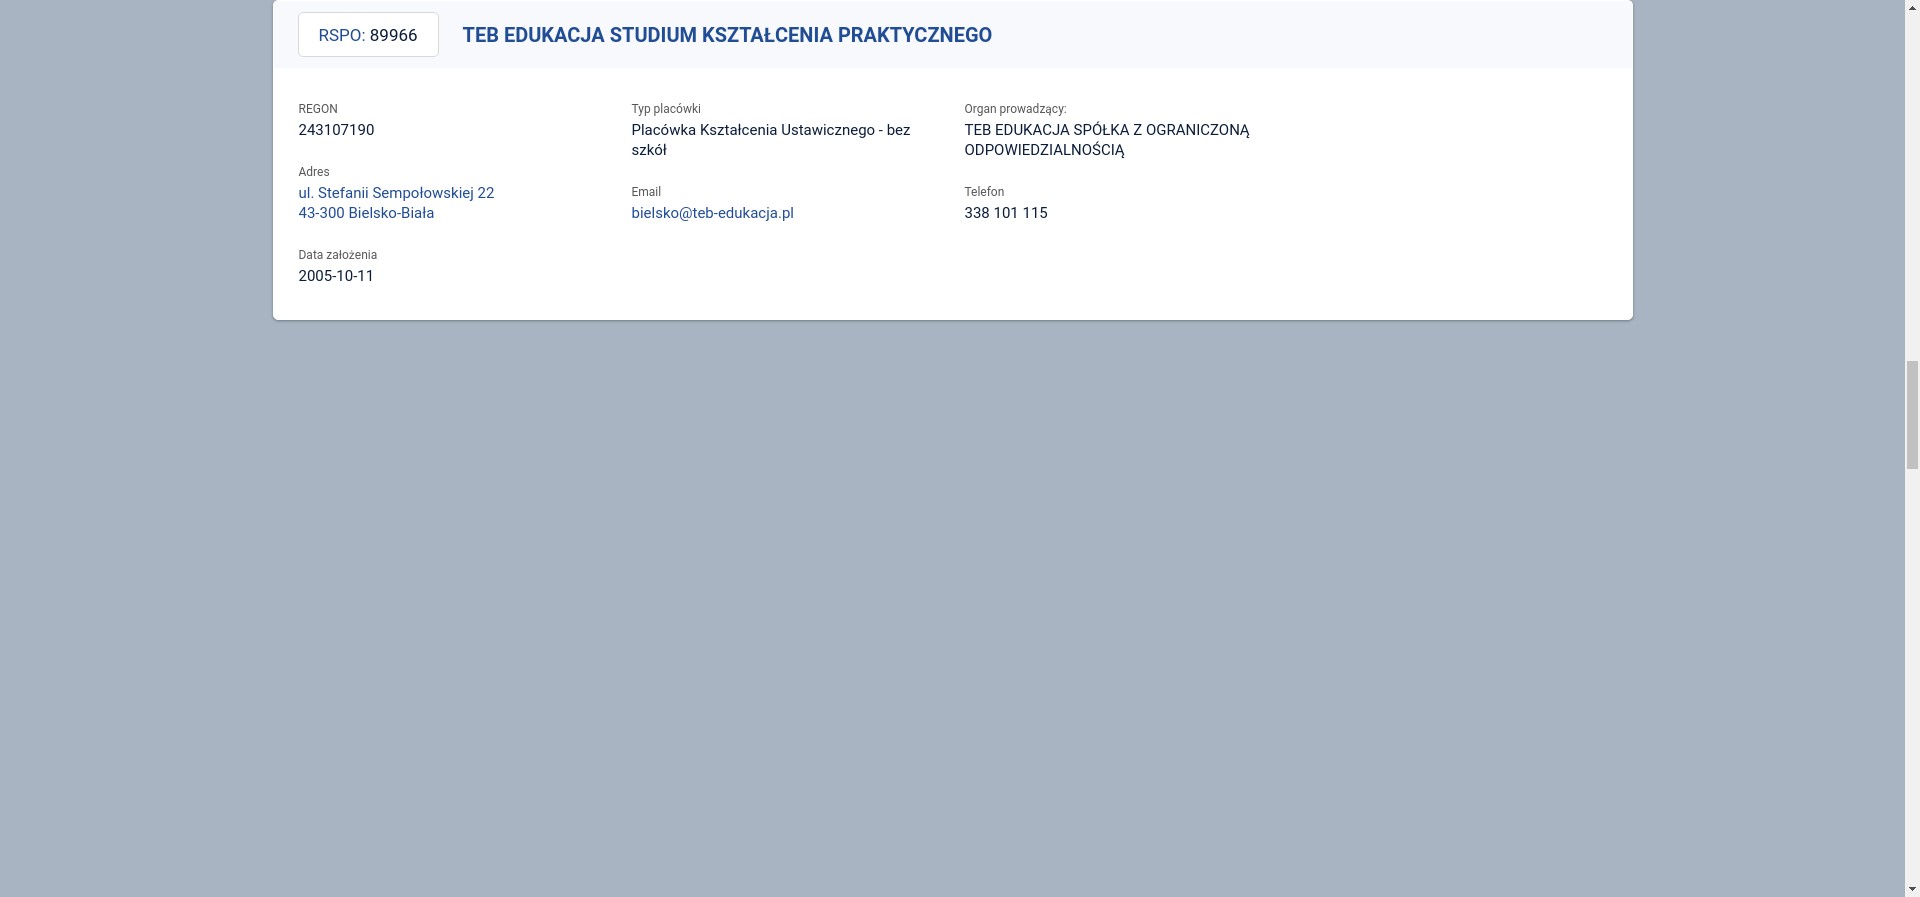 RSPO: 89966
TEB EDUKACJA STUDIUM KSZTAŁCENIA PRAKTYCZNEGO
REGON
243107190
Adres
ul. Stefanii Sempołowskiej 22
43-300 Bielsko-Biała
Data założenia
2005-10-11
Typ placówki
Placówka Kształcenia Ustawicznego - bez
szkół
Email
bielsko@teb-edukacja.pl
Organ prowadzący:
TEB EDUKACJA SPÓŁKA Z OGRANICZONĄ
ODPOWIEDZIALNOŚCIĄ
Telefon
338 101 115